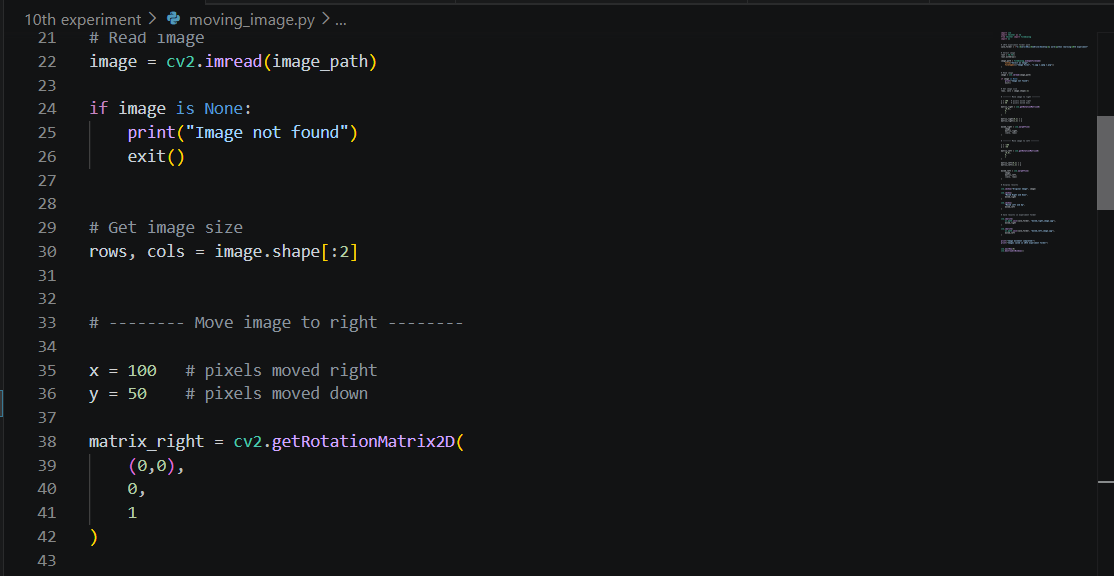 10th experiment > moving_image.py > ...
21 # Read image
22 image = cv2.imread(image_path)
23
24 if image is None:
25     print("Image not found")
26     exit()
27
28
29 # Get image size
30 rows, cols = image.shape[:2]
31
32
33 # -------- Move image to right --------
34
35 x = 100   # pixels moved right
36 y = 50    # pixels moved down
37
38 matrix_right = cv2.getRotationMatrix2D(
39     (0,0),
40     0,
41     1
42 )
43